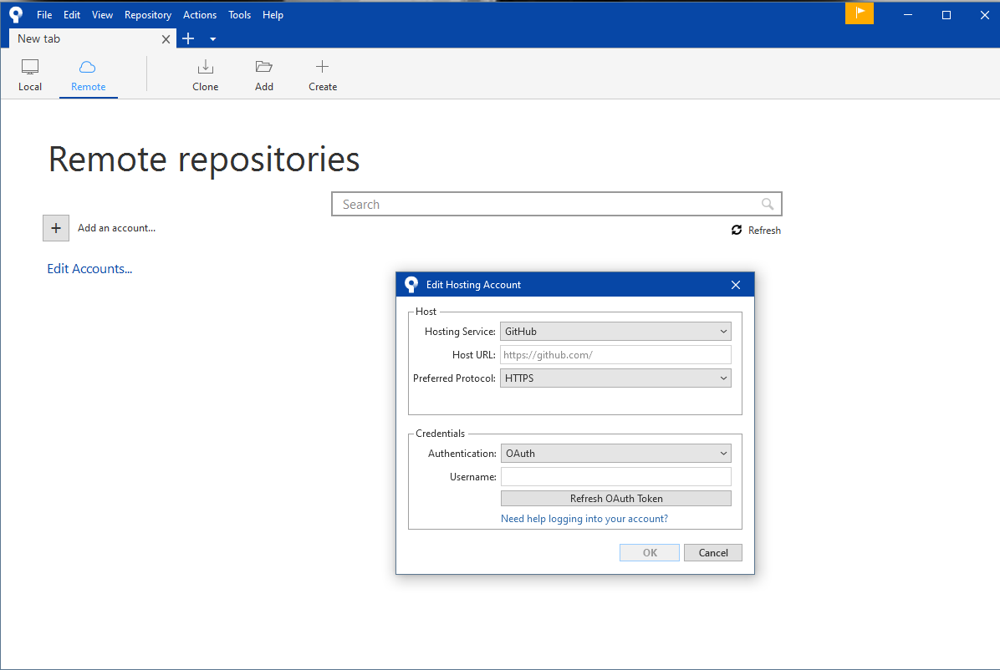 File Edit View Repository Actions Tools Help
New tab
Local Remote Clone Add Create
Remote repositories
Search
Add an account...
Refresh
Edit Accounts...
Edit Hosting Account
Host
Hosting Service: GitHub
Host URL: https://github.com/
Preferred Protocol: HTTPS
Credentials
Authentication: OAuth
Username:
Refresh OAuth Token
Need help logging into your account?
OK Cancel